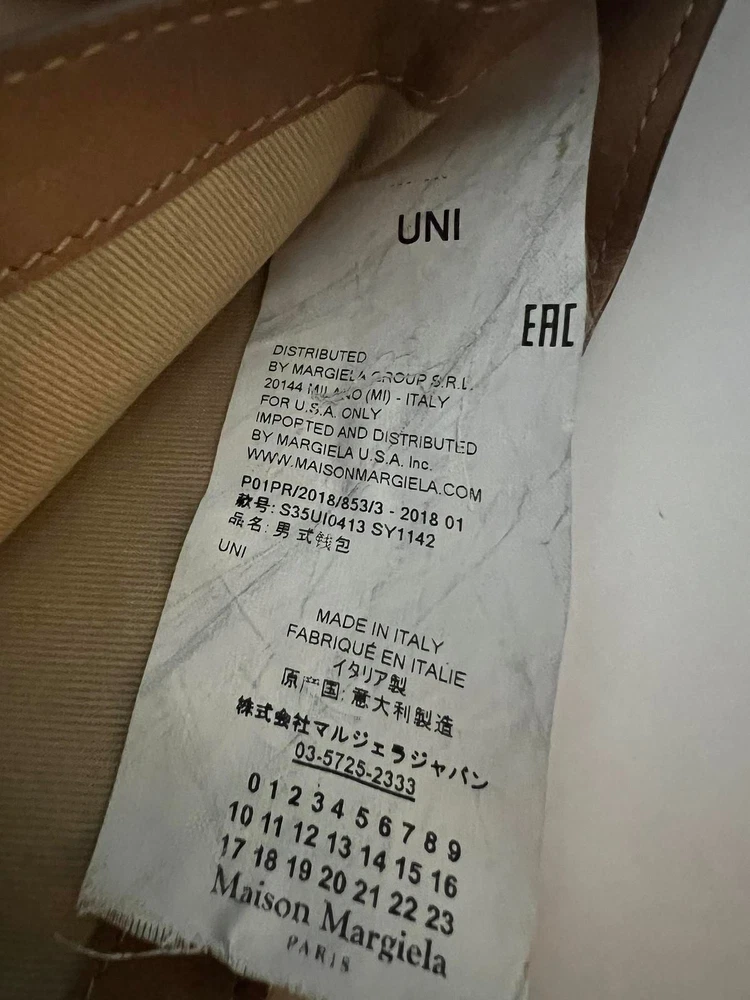 UNI
EAC
DISTRIBUTED
BY MARGIELA GROUP S.R.L.
20144 MILANO (MI) - ITALY
FOR U.S.A. ONLY
IMPORTED AND DISTRIBUTED
BY MARGIELA U.S.A. Inc.
WWW.MAISONMARGIELA.COM
P01PR/2018/853/3 - 2018 01
款号: S35UI0413 SY1142
品名: 男式钱包
UNI
MADE IN ITALY
FABRIQUÉ EN ITALIE
イタリア製
原产国: 意大利製造
株式会社マルジェラジャパン
03-5725-2333
0 1 2 3 4 5 6 7 8 9
10 11 12 13 14 15 16
17 18 19 20 21 22 23
Maison Margiela
PARIS